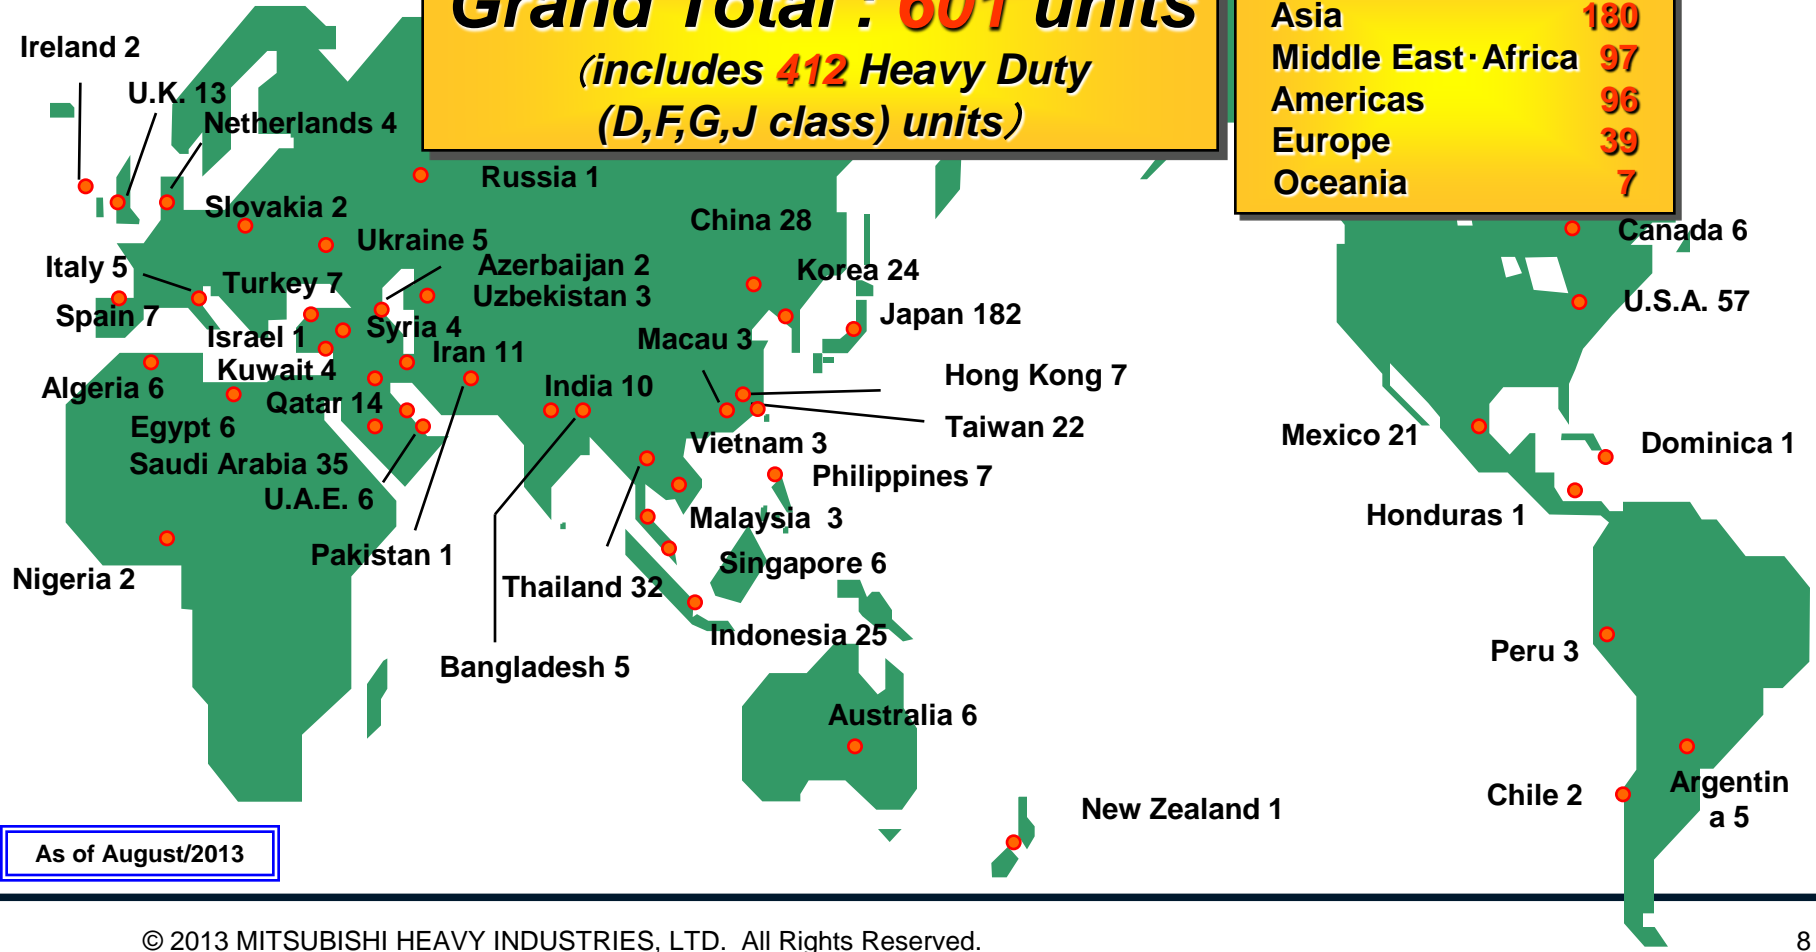 Grand Total : 601 units
(includes 412 Heavy Duty
(D,F,G,J class) units)
Asia 180
Middle East・Africa 97
Americas 96
Europe 39
Oceania 7
Ireland 2
U.K. 13
Netherlands 4
Russia 1
Slovakia 2
China 28
Canada 6
Ukraine 5
Italy 5
Azerbaijan 2
Korea 24
Turkey 7
Uzbekistan 3
U.S.A. 57
Spain 7
Japan 182
Israel 1
Syria 4
Macau 3
Iran 11
Kuwait 4
Hong Kong 7
Algeria 6
India 10
Qatar 14
Egypt 6
Taiwan 22
Mexico 21
Vietnam 3
Dominica 1
Saudi Arabia 35
Philippines 7
U.A.E. 6
Malaysia 3
Honduras 1
Pakistan 1
Singapore 6
Nigeria 2
Thailand 32
Indonesia 25
Peru 3
Bangladesh 5
Australia 6
Argentin
a 5
Chile 2
New Zealand 1
As of August/2013
© 2013 MITSUBISHI HEAVY INDUSTRIES, LTD. All Rights Reserved.
8